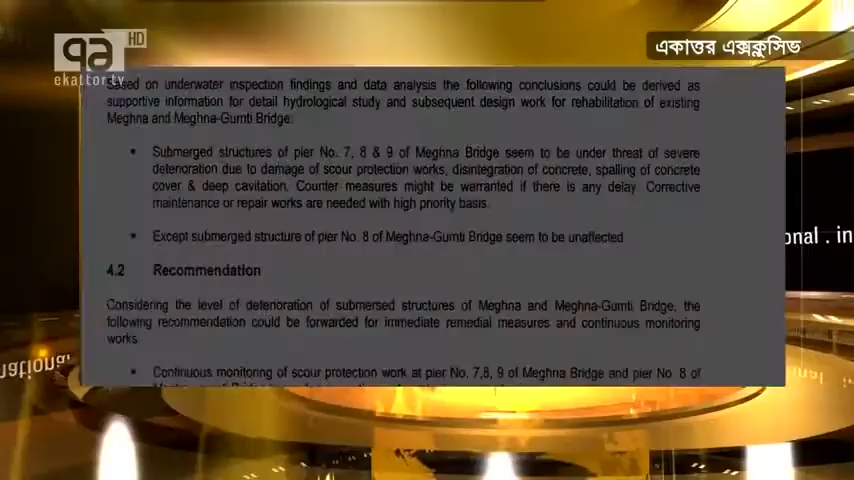 ৭১ HD
ekattor.tv
একাত্তর এক্সক্লুসিভ
Based on underwater inspection findings and data analysis the following conclusions could be derived as
supportive information for detail hydrological study and subsequent design work for rehabilitation of existing
Meghna and Meghna-Gumti Bridge:
• Submerged structures of pier No. 7, 8 & 9 of Meghna Bridge seem to be under threat of severe
deterioration due to damage of scour protection works, disintegration of concrete, spalling of concrete
cover & deep cavitation. Counter measures might be warranted if there is any delay. Corrective
maintenance or repair works are needed with high priority basis.
• Except submerged structure of pier No. 8 of Meghna-Gumti Bridge seem to be unaffected
onal . in
4.2 Recommendation
Considering the level of deterioration of submersed structures of Meghna and Meghna-Gumti Bridge, the
following recommendation could be forwarded for immediate remedial measures and continuous monitoring
works.
national,
• Continuous monitoring of scour protection work at pier No. 7,8, 9 of Meghna Bridge and pier No. 8 of